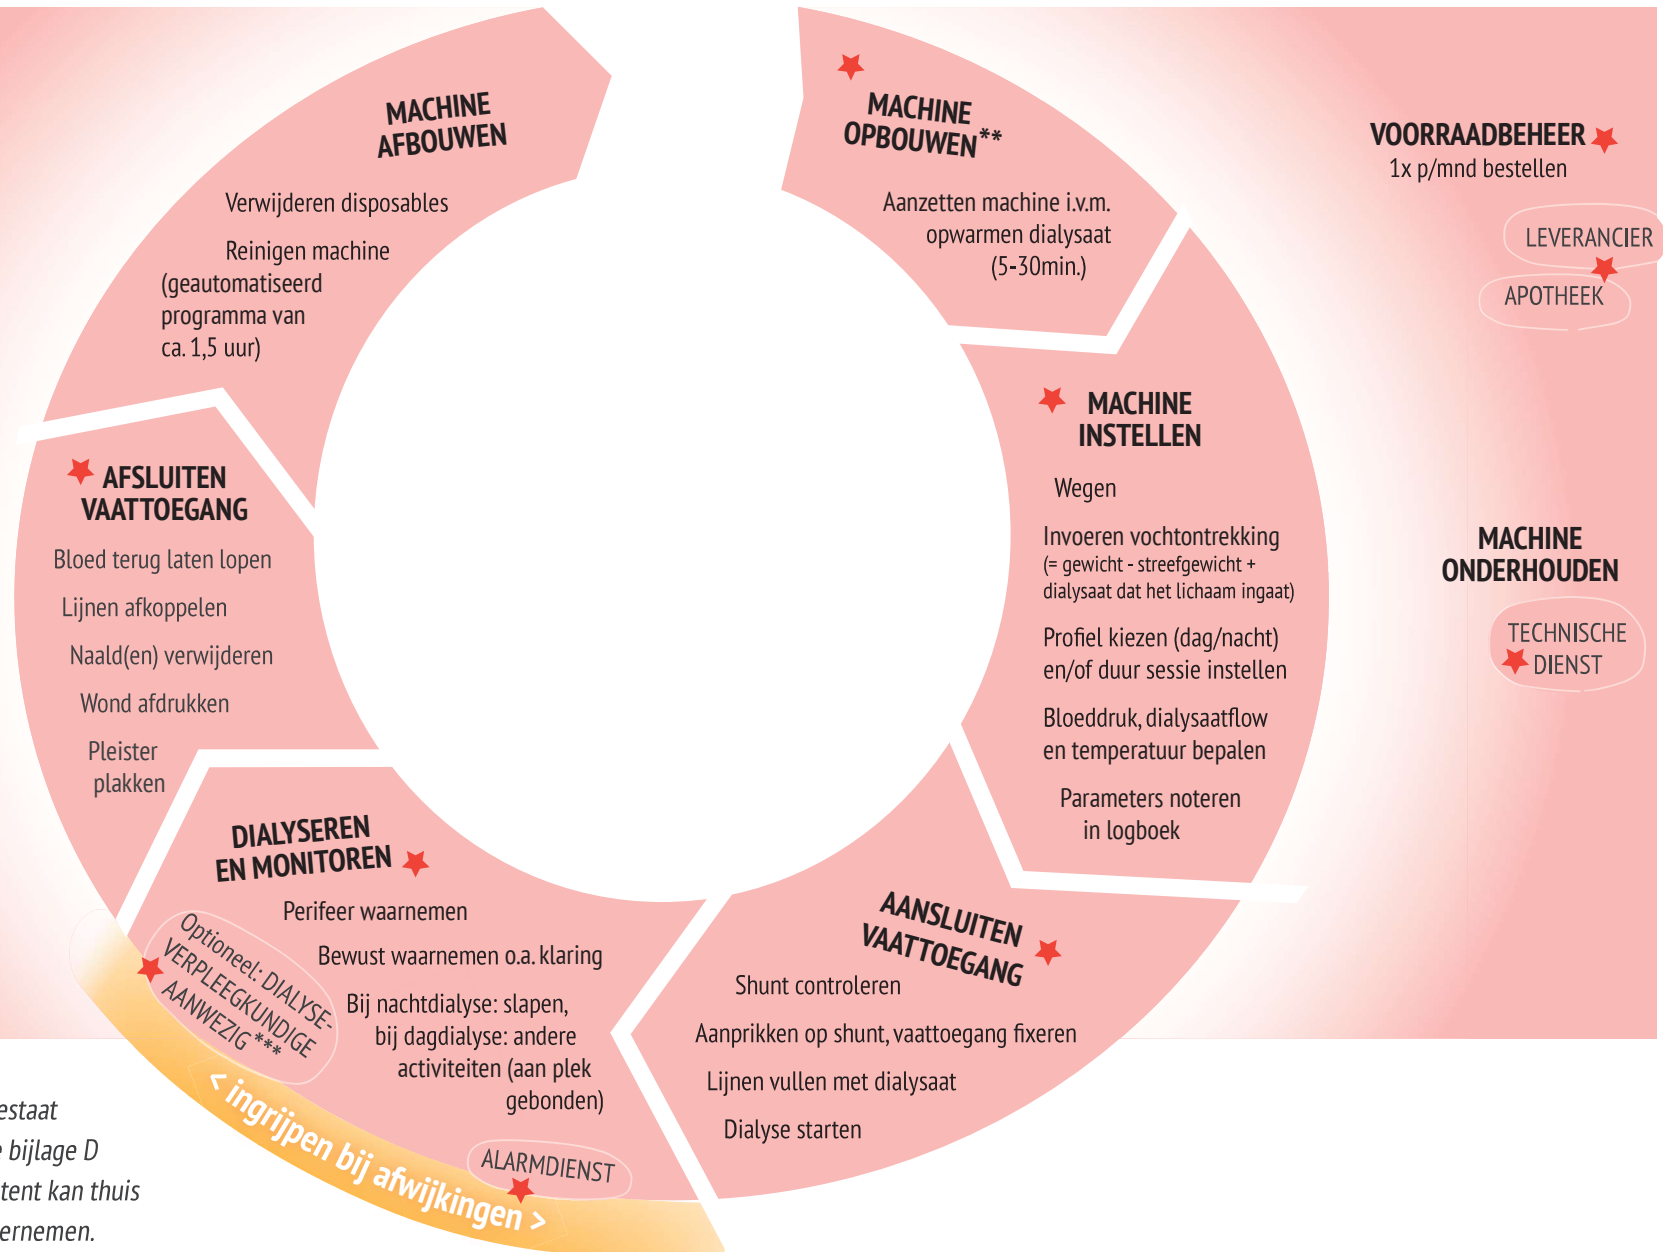 MACHINE
OPBOUWEN**
Aanzetten machine i.v.m.
opwarmen dialysaat
(5-30min.)
MACHINE
INSTELLEN
Wegen
Invoeren vochtontrekking
(= gewicht - streefgewicht +
dialysaat dat het lichaam ingaat)
Profiel kiezen (dag/nacht)
en/of duur sessie instellen
Bloeddruk, dialysaatflow
en temperatuur bepalen
Parameters noteren
in logboek
AANSLUITEN
VAATTOEGANG
Shunt controleren
Aanprikken op shunt, vaattoegang fixeren
Lijnen vullen met dialysaat
Dialyse starten
DIALYSEREN
EN MONITOREN
Perifeer waarnemen
Bewust waarnemen o.a. klaring
Bij nachtdialyse: slapen,
bij dagdialyse: andere
activiteiten (aan plek
gebonden)
Optioneel: DIALYSE-
VERPLEEGKUNDIGE
AANWEZIG ***
ALARMDIENST
< ingrijpen bij afwijkingen >
AFSLUITEN
VAATTOEGANG
Bloed terug laten lopen
Lijnen afkoppelen
Naald(en) verwijderen
Wond afdrukken
Pleister
plakken
MACHINE
AFBOUWEN
Verwijderen disposables
Reinigen machine
(geautomatiseerd
programma van
ca. 1,5 uur)
VOORRAADBEHEER
1x p/mnd bestellen
LEVERANCIER
APOTHEEK
MACHINE
ONDERHOUDEN
TECHNISCHE
DIENST
estaat
e bijlage D
tent kan thuis
ernemen.